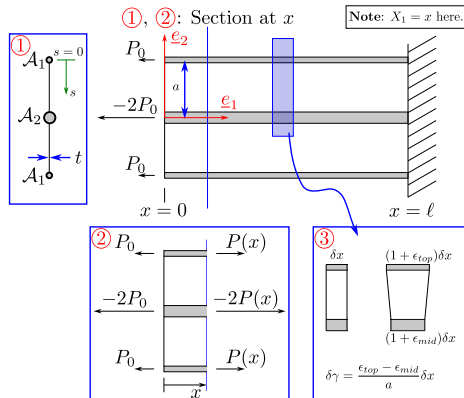 ①, ②: Section at x
Note: X₁ = x here.
①
s = 0
𝒜₁
s
𝒜₂
t
𝒜₁
P₀
e₂
a
−2P₀
e₁
P₀
x = 0
x = ℓ
②
P₀
P(x)
−2P₀
−2P(x)
P₀
P(x)
x
③
δx
(1 + ϵ_top)δx
(1 + ϵ_mid)δx
δγ = (ϵ_top − ϵ_mid)/a δx